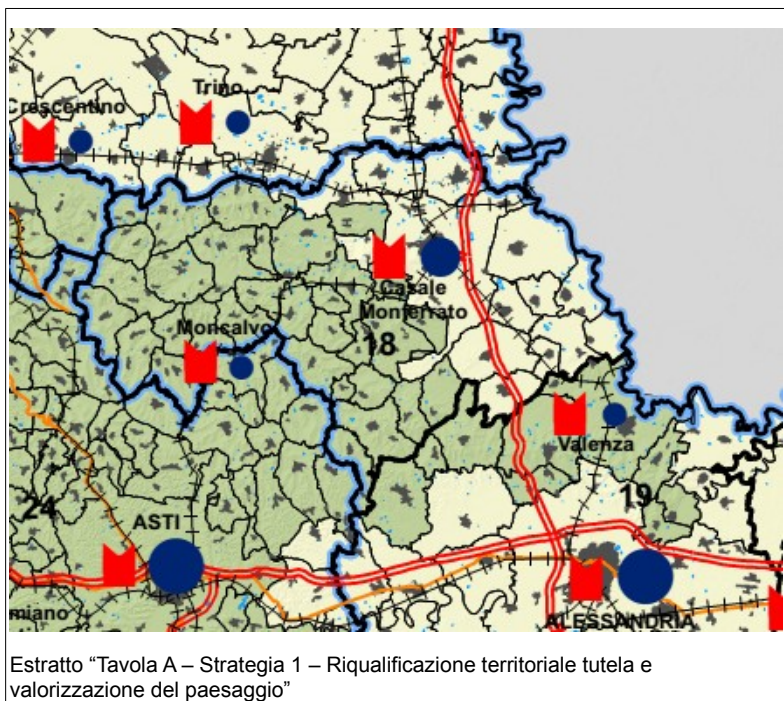 Trino
Crescentino
Casale
Monferrato
Moncalvo
18
Valenza
24
ASTI
19
miano
ALESSANDRIA
Estratto “Tavola A – Strategia 1 – Riqualificazione territoriale tutela e
valorizzazione del paesaggio”